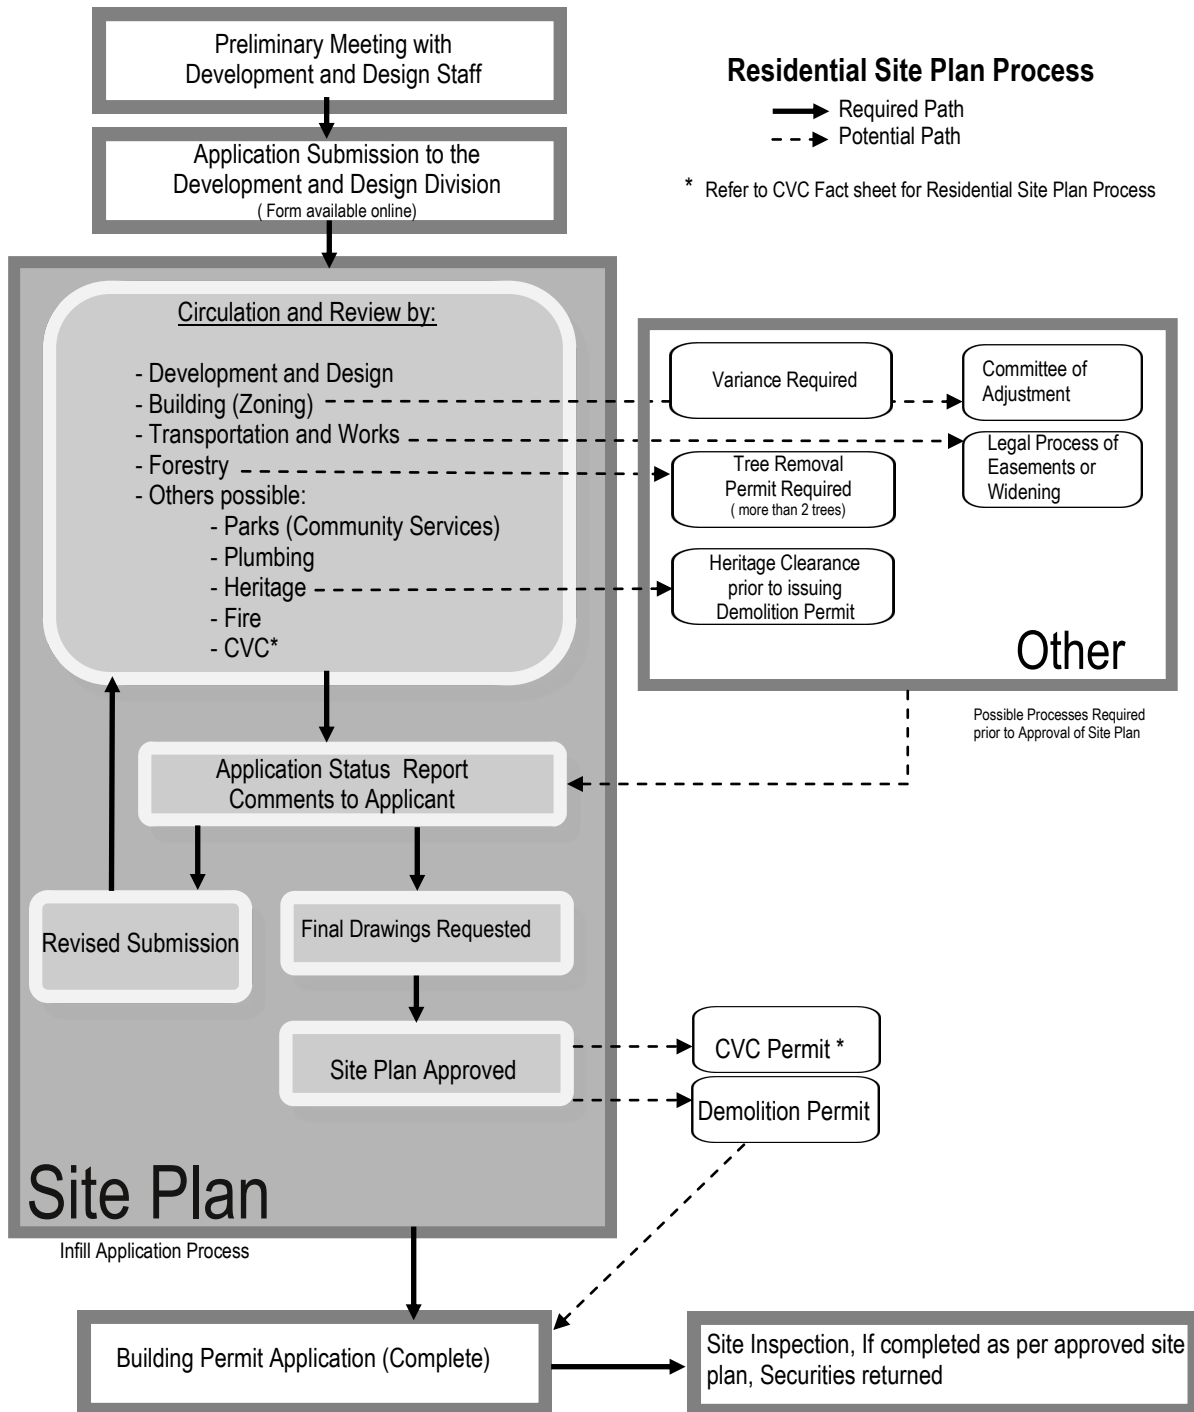 Preliminary Meeting with
Development and Design Staff
Residential Site Plan Process
Required Path
Potential Path
* Refer to CVC Fact sheet for Residential Site Plan Process
Application Submission to the
Development and Design Division
( Form available online)
Circulation and Review by:
- Development and Design
- Building (Zoning)
- Transportation and Works
- Forestry
- Others possible:
- Parks (Community Services)
- Plumbing
- Heritage
- Fire
- CVC*
Variance Required
Committee of
Adjustment
Legal Process of
Easements or
Widening
Tree Removal
Permit Required
( more than 2 trees)
Heritage Clearance
prior to issuing
Demolition Permit
Other
Possible Processes Required
prior to Approval of Site Plan
Application Status Report
Comments to Applicant
Revised Submission
Final Drawings Requested
Site Plan Approved
CVC Permit *
Demolition Permit
Site Plan
Infill Application Process
Building Permit Application (Complete)
Site Inspection, If completed as per approved site
plan, Securities returned